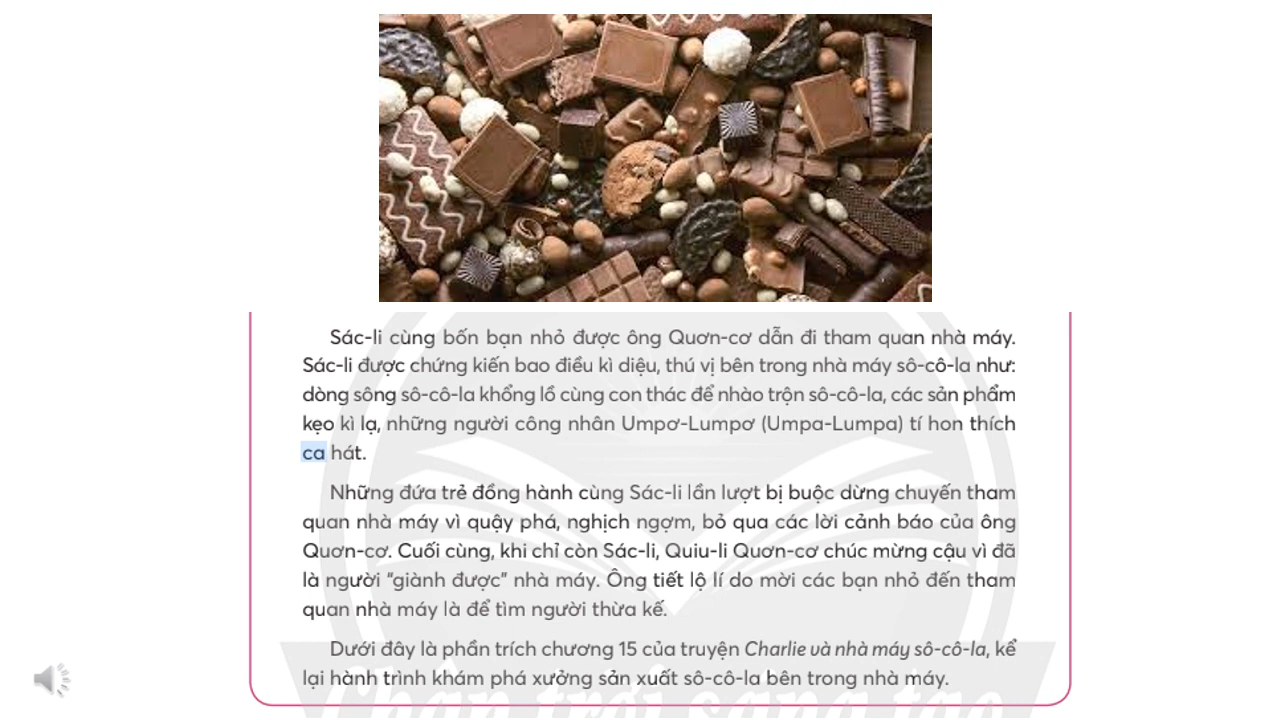 Sác-li cùng bốn bạn nhỏ được ông Quơn-cơ dẫn đi tham quan nhà máy.
Sác-li được chứng kiến bao điều kì diệu, thú vị bên trong nhà máy sô-cô-la như:
dòng sông sô-cô-la khổng lồ cùng con thác để nhào trộn sô-cô-la, các sản phẩm
kẹo kì lạ, những người công nhân Umpơ-Lumpơ (Umpa-Lumpa) tí hon thích
ca hát.
Những đứa trẻ đồng hành cùng Sác-li lần lượt bị buộc dừng chuyến tham
quan nhà máy vì quậy phá, nghịch ngợm, bỏ qua các lời cảnh báo của ông
Quơn-cơ. Cuối cùng, khi chỉ còn Sác-li, Quiu-li Quơn-cơ chúc mừng cậu vì đã
là người “giành được” nhà máy. Ông tiết lộ lí do mời các bạn nhỏ đến tham
quan nhà máy là để tìm người thừa kế.
Dưới đây là phần trích chương 15 của truyện Charlie và nhà máy sô-cô-la, kể
lại hành trình khám phá xưởng sản xuất sô-cô-la bên trong nhà máy.
Chân trời sáng tạo